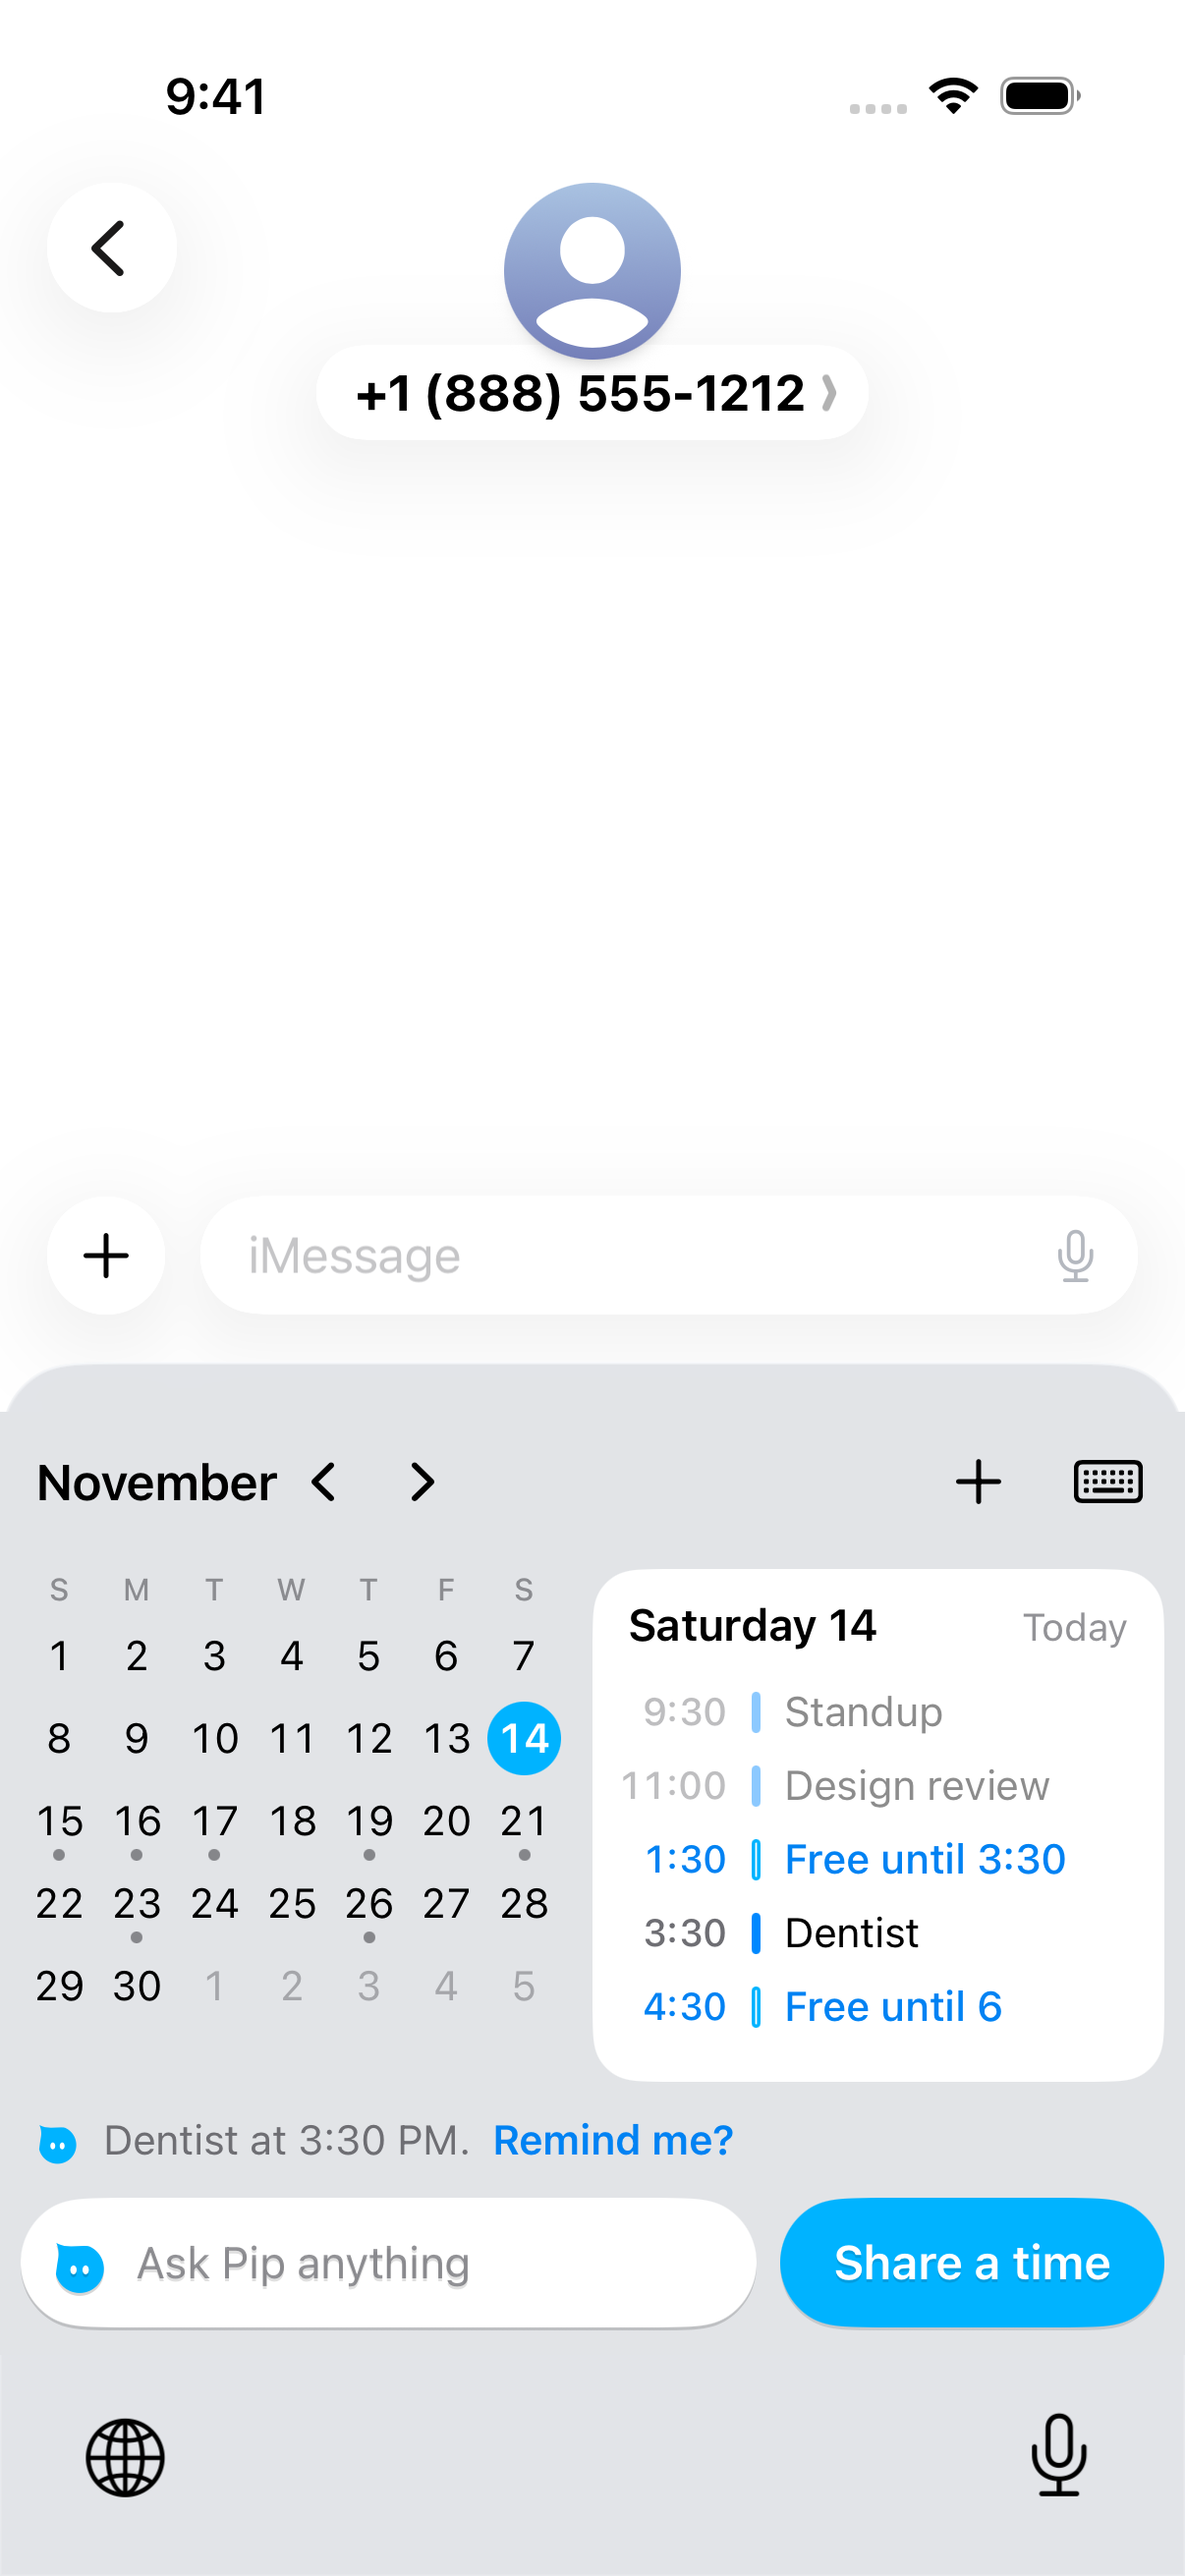 9:41
+1 (888) 555-1212
iMessage
November
S M T W T F S
1 2 3 4 5 6 7
8 9 10 11 12 13 14
15 16 17 18 19 20 21
22 23 24 25 26 27 28
29 30 1 2 3 4 5
Saturday 14 Today
9:30 Standup
11:00 Design review
1:30 Free until 3:30
3:30 Dentist
4:30 Free until 6
Dentist at 3:30 PM. Remind me?
Ask Pip anything
Share a time